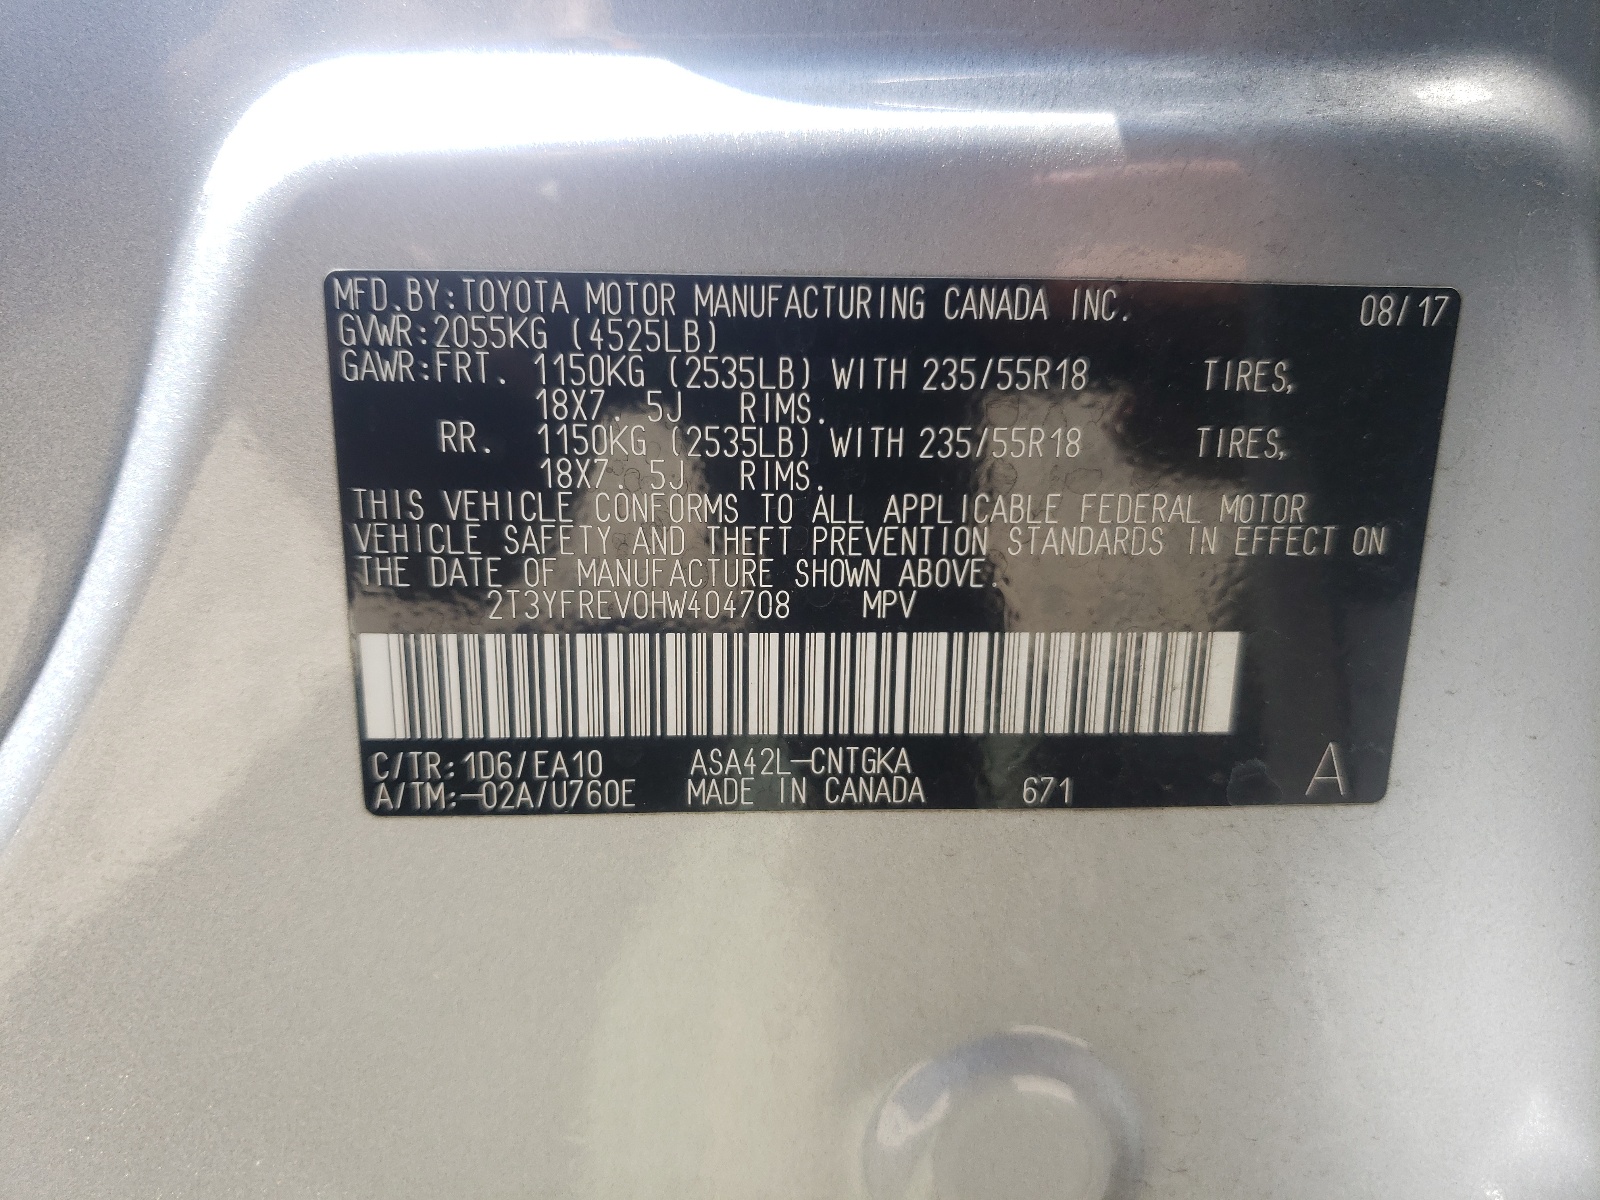 MFD.BY:TOYOTA MOTOR MANUFACTURING CANADA INC. 08/17
GVWR:2055KG (4525LB)
GAWR:FRT. 1150KG (2535LB) WITH 235/55R18 TIRES,
18X7.5J RIMS.
RR. 1150KG (2535LB) WITH 235/55R18 TIRES,
18X7.5J RIMS.
THIS VEHICLE CONFORMS TO ALL APPLICABLE FEDERAL MOTOR
VEHICLE SAFETY AND THEFT PREVENTION STANDARDS IN EFFECT ON
THE DATE OF MANUFACTURE SHOWN ABOVE.
2T3YFREV0HW404708 MPV
C/TR:1D6/EA10 ASA42L-CNTGKA
A/TM:-02A/U760E MADE IN CANADA 671 A